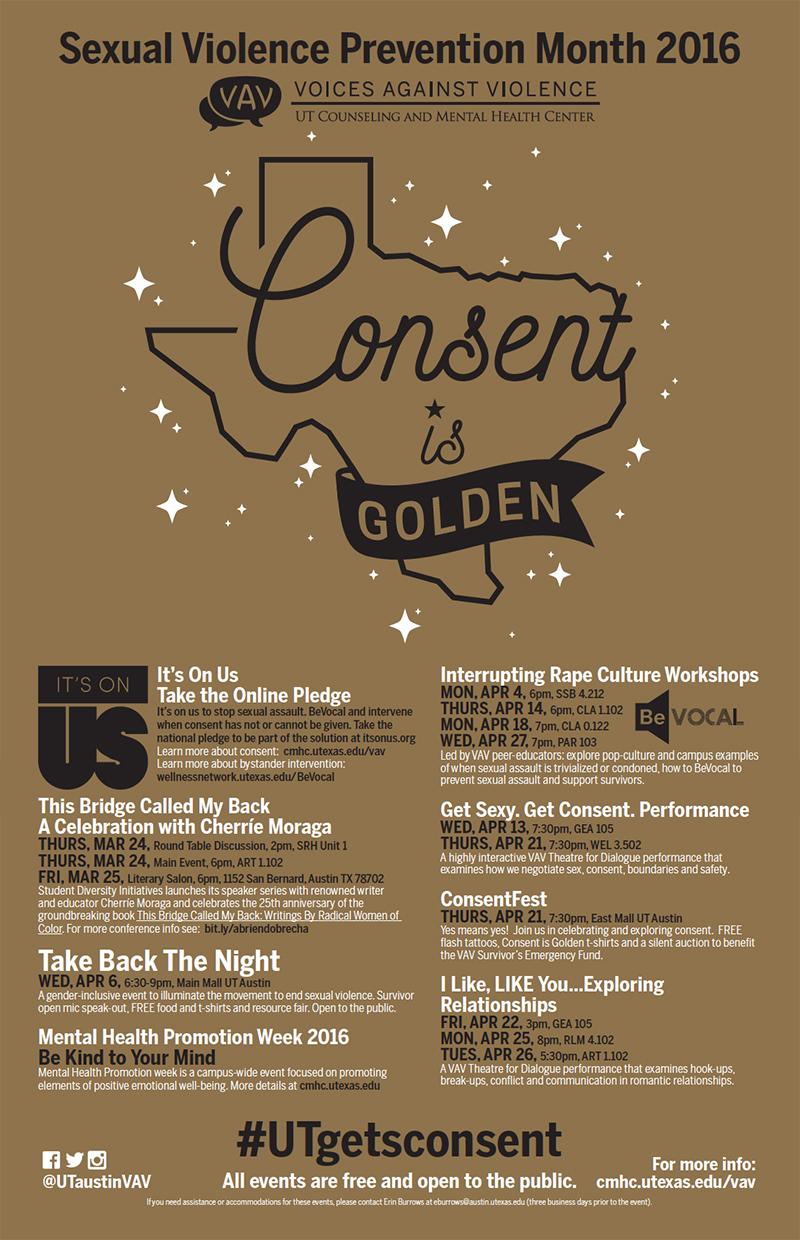 Sexual Violence Prevention Month 2016
VAV
VOICES AGAINST VIOLENCE
UT COUNSELING AND MENTAL HEALTH CENTER
Consent
is
GOLDEN
IT'S ON
US
It's On Us
Take the Online Pledge
It's on us to stop sexual assault. BeVocal and intervene
when consent has not or cannot be given. Take the
national pledge to be part of the solution at itsonus.org
Learn more about consent: cmhc.utexas.edu/vav
Learn more about bystander intervention:
wellnessnetwork.utexas.edu/BeVocal
This Bridge Called My Back
A Celebration with Cherríe Moraga
THURS, MAR 24, Round Table Discussion, 2pm, SRH Unit 1
THURS, MAR 24, Main Event, 6pm, ART 1.102
FRI, MAR 25, Literary Salon, 6pm, 1152 San Bernard, Austin TX 78702
Student Diversity Initiatives launches its speaker series with renowned writer
and educator Cherríe Moraga and celebrates the 25th anniversary of the
groundbreaking book This Bridge Called My Back: Writings By Radical Women of
Color. For more conference info see: bit.ly/abriendobrecha
Take Back The Night
WED, APR 6, 6:30-9pm, Main Mall UT Austin
A gender-inclusive event to illuminate the movement to end sexual violence. Survivor
open mic speak-out, FREE food and t-shirts and resource fair. Open to the public.
Mental Health Promotion Week 2016
Be Kind to Your Mind
Mental Health Promotion week is a campus-wide event focused on promoting
elements of positive emotional well-being. More details at cmhc.utexas.edu
Interrupting Rape Culture Workshops
MON, APR 4, 6pm, SSB 4.212
THURS, APR 14, 6pm, CLA 1.102
MON, APR 18, 7pm, CLA 0.122
WED, APR 27, 7pm, PAR 103
Be VOCAL
Led by VAV peer-educators: explore pop-culture and campus examples
of when sexual assault is trivialized or condoned, how to BeVocal to
prevent sexual assault and support survivors.
Get Sexy. Get Consent. Performance
WED, APR 13, 7:30pm, GEA 105
THURS, APR 21, 7:30pm, WEL 3.502
A highly interactive VAV Theatre for Dialogue performance that
examines how we negotiate sex, consent, boundaries and safety.
ConsentFest
THURS, APR 21, 7:30pm, East Mall UT Austin
Yes means yes! Join us in celebrating and exploring consent. FREE
flash tattoos, Consent is Golden t-shirts and a silent auction to benefit
the VAV Survivor's Emergency Fund.
I Like, LIKE You...Exploring
Relationships
FRI, APR 22, 3pm, GEA 105
MON, APR 25, 8pm, RLM 4.102
TUES, APR 26, 5:30pm, ART 1.102
A VAV Theatre for Dialogue performance that examines hook-ups,
break-ups, conflict and communication in romantic relationships.
#UTgetsconsent
@UTaustinVAV
All events are free and open to the public.
For more info:
cmhc.utexas.edu/vav
If you need assistance or accommodations for these events, please contact Erin Burrows at eburrows@austin.utexas.edu (three business days prior to the event).